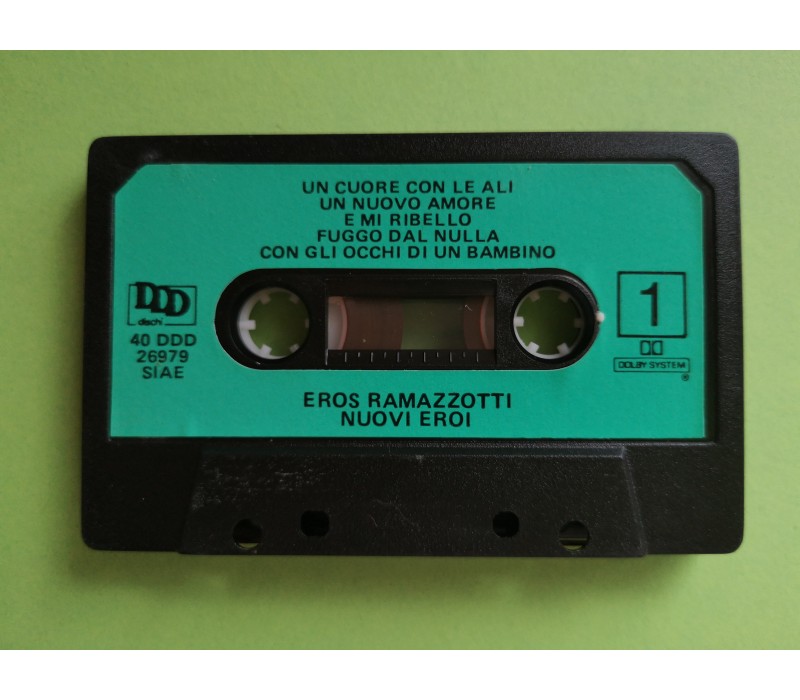 UN CUORE CON LE ALI
UN NUOVO AMORE
E MI RIBELLO
FUGGO DAL NULLA
CON GLI OCCHI DI UN BAMBINO
DDD
dischi
40 DDD
26979
SIAE
1
DOLBY SYSTEM
®
EROS RAMAZZOTTI
NUOVI EROI